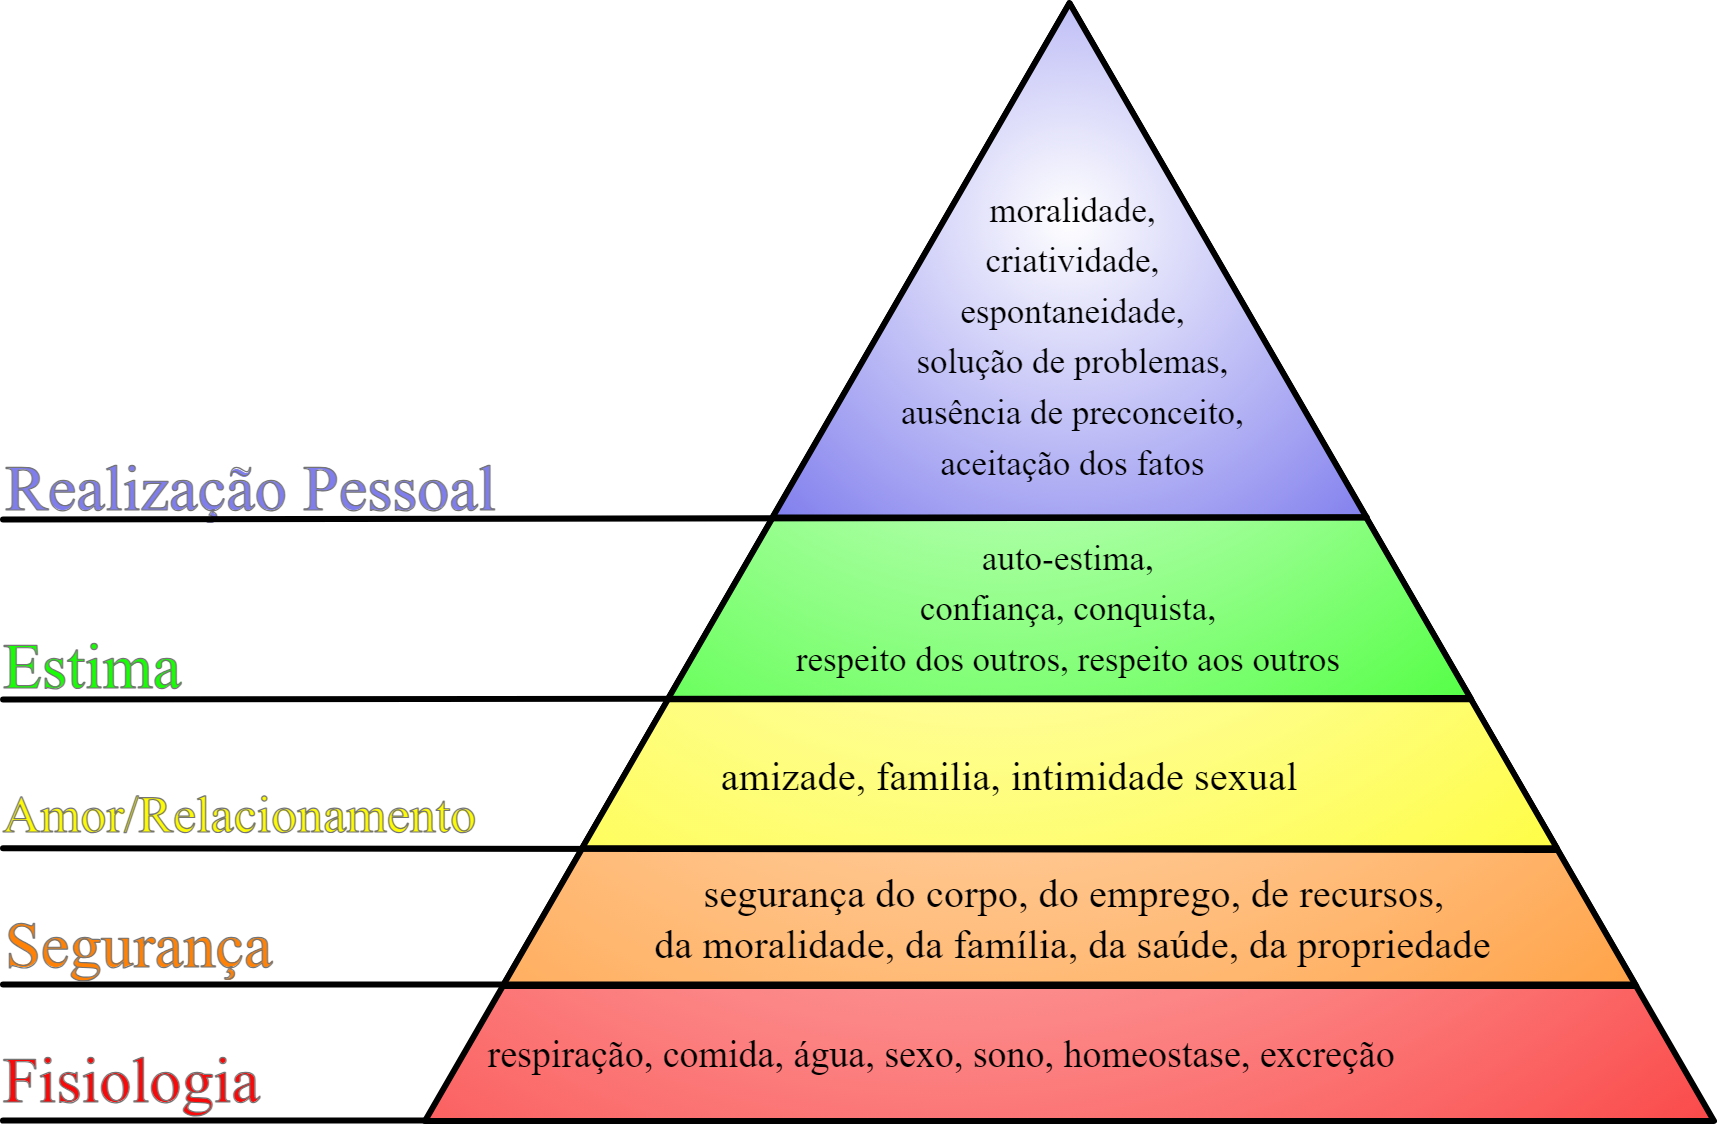 moralidade,
criatividade,
espontaneidade,
solução de problemas,
ausência de preconceito,
aceitação dos fatos
Realização Pessoal
auto-estima,
confiança, conquista,
respeito dos outros, respeito aos outros
Estima
amizade, familia, intimidade sexual
Amor/Relacionamento
segurança do corpo, do emprego, de recursos,
da moralidade, da família, da saúde, da propriedade
Segurança
respiração, comida, água, sexo, sono, homeostase, excreção
Fisiologia